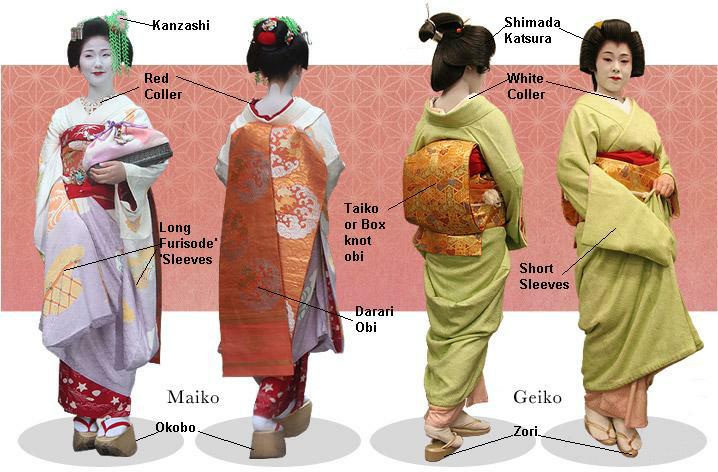 Kanzashi
Red
Coller
Long
Furisode'
'Sleeves
Maiko
Okobo
Darari
Obi
Shimada
Katsura
White
Coller
Taiko
or Box
knot
obi
Short
Sleeves
Geiko
Zori